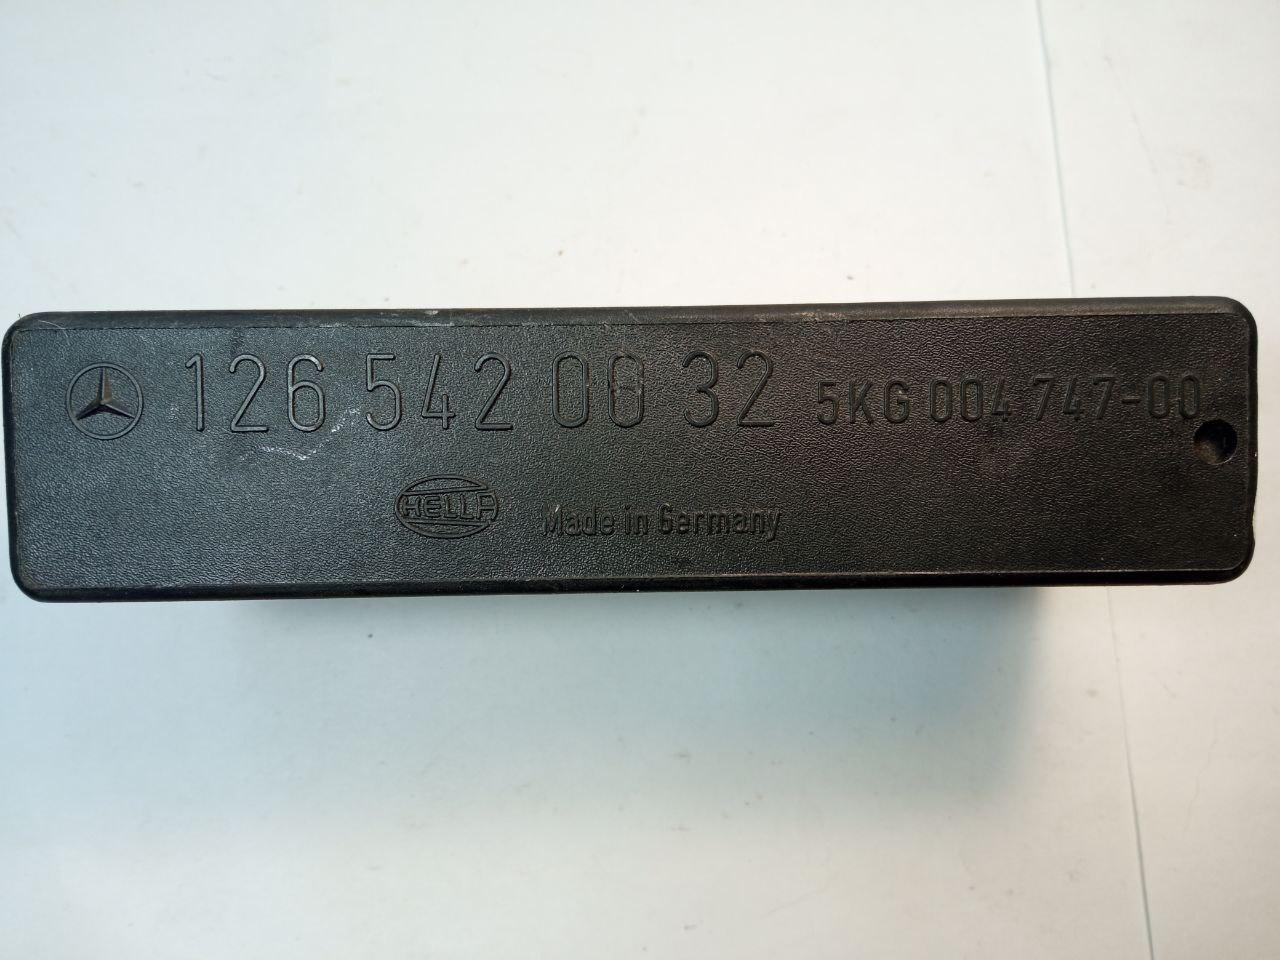 126 542 00 32 5KG 004 747-00
HELLA Made in Germany